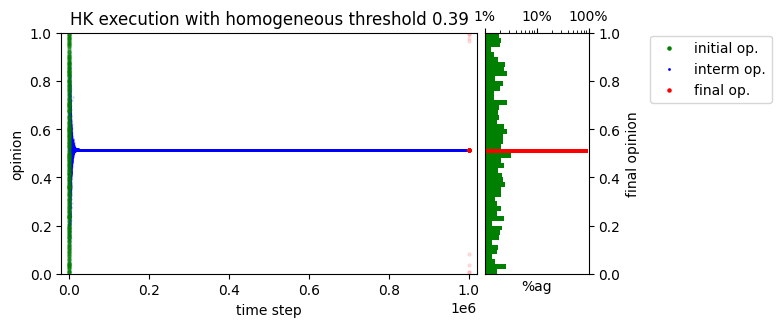 HK execution with homogeneous threshold 0.39
1% 10% 100%
1.0
0.8
0.6
0.4
0.2
0.0
opinion
0.0 0.2 0.4 0.6 0.8 1.0
1e6
time step
%ag
1.0
0.8
0.6
0.4
0.2
0.0
final opinion
initial op.
interm op.
final op.